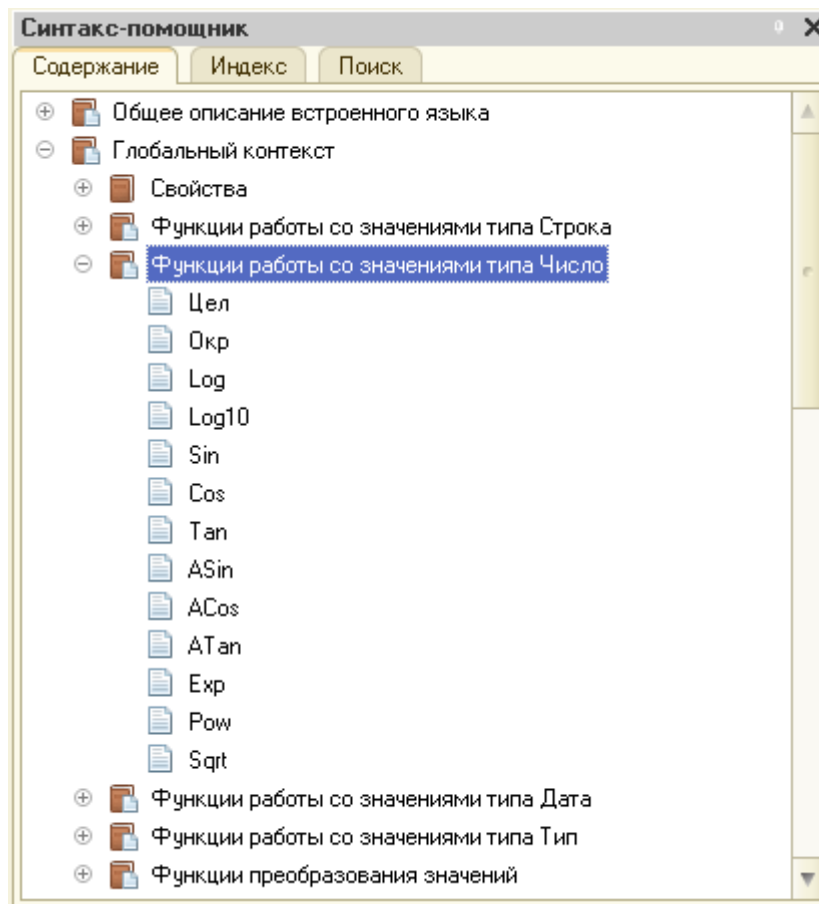 Синтакс-помощник
Содержание Индекс Поиск
Общее описание встроенного языка
Глобальный контекст
Свойства
Функции работы со значениями типа Строка
Функции работы со значениями типа Число
Цел
Окр
Log
Log10
Sin
Cos
Tan
ASin
ACos
ATan
Exp
Pow
Sqrt
Функции работы со значениями типа Дата
Функции работы со значениями типа Тип
Функции преобразования значений